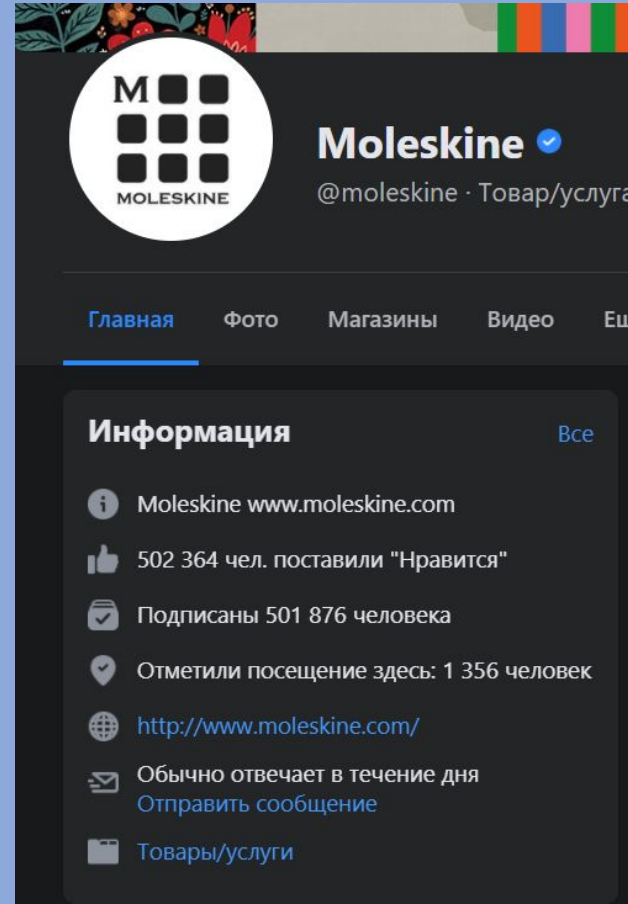 M
MOLESKINE
Moleskine
@moleskine · Товар/услуга
Главная Фото Магазины Видео
Информация Все
Moleskine www.moleskine.com
502 364 чел. поставили "Нравится"
Подписаны 501 876 человека
Отметили посещение здесь: 1 356 человек
http://www.moleskine.com/
Обычно отвечает в течение дня
Отправить сообщение
Товары/услуги